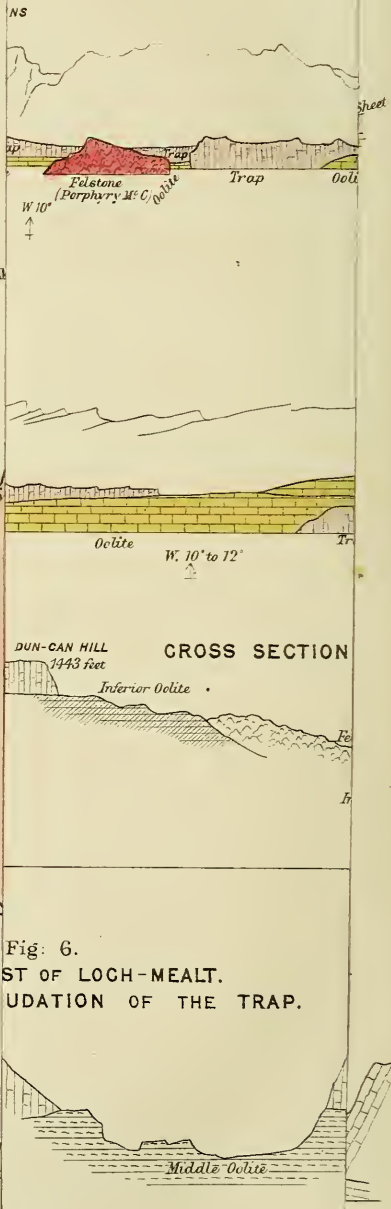 NS
Sheet
ap
Trap
Felstone
(Porphyry McC)
Oolite
Trap
Ooli
W 10°
Oolite
Tr
W. 10° to 12°
DUN-CAN HILL
1443 feet
CROSS SECTION
Inferior Oolite
Fe
Fig: 6.
ST OF LOCH-MEALT.
UDATION OF THE TRAP.
Middle Oolite